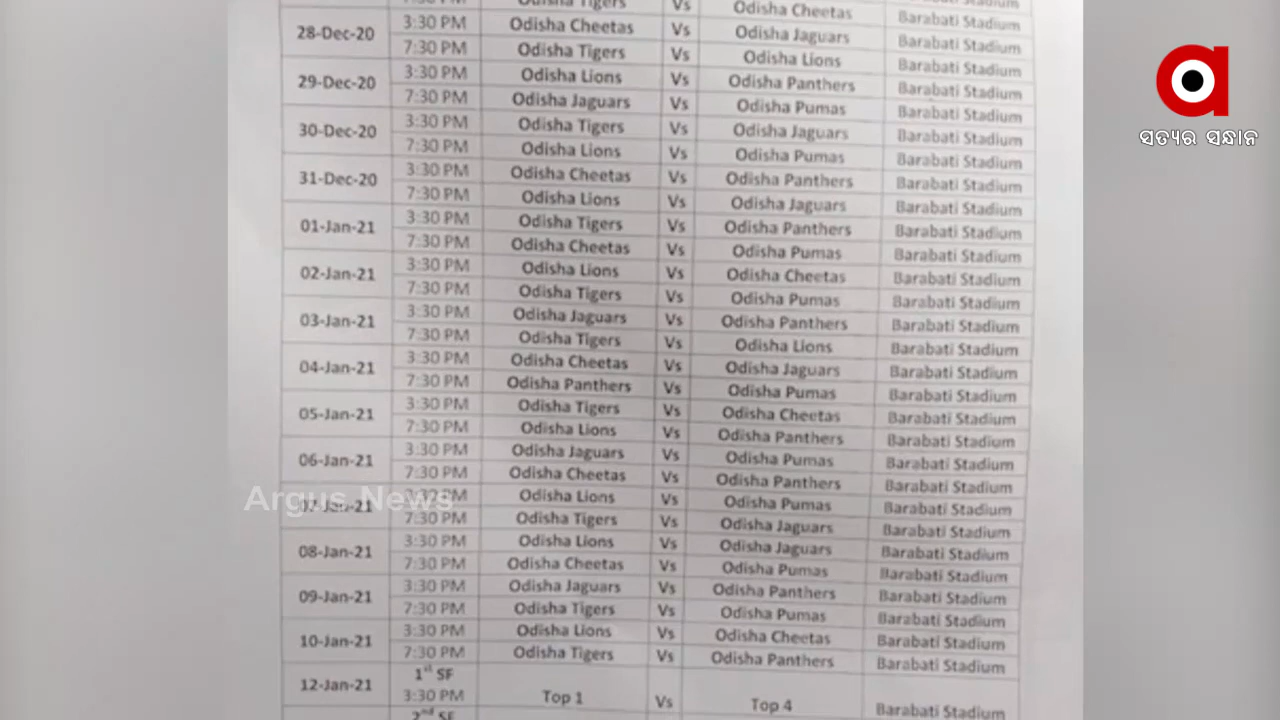 7:30 PM Odisha Tigers Vs Odisha Cheetas Barabati Stadium
28-Dec-20 3:30 PM Odisha Cheetas Vs Odisha Jaguars Barabati Stadium
7:30 PM Odisha Tigers Vs Odisha Lions Barabati Stadium
29-Dec-20 3:30 PM Odisha Lions Vs Odisha Panthers Barabati Stadium
7:30 PM Odisha Jaguars Vs Odisha Pumas Barabati Stadium
30-Dec-20 3:30 PM Odisha Tigers Vs Odisha Jaguars Barabati Stadium
7:30 PM Odisha Lions Vs Odisha Pumas Barabati Stadium
31-Dec-20 3:30 PM Odisha Cheetas Vs Odisha Panthers Barabati Stadium
7:30 PM Odisha Lions Vs Odisha Jaguars Barabati Stadium
01-Jan-21 3:30 PM Odisha Tigers Vs Odisha Panthers Barabati Stadium
7:30 PM Odisha Cheetas Vs Odisha Pumas Barabati Stadium
02-Jan-21 3:30 PM Odisha Lions Vs Odisha Cheetas Barabati Stadium
7:30 PM Odisha Tigers Vs Odisha Pumas Barabati Stadium
03-Jan-21 3:30 PM Odisha Jaguars Vs Odisha Panthers Barabati Stadium
7:30 PM Odisha Tigers Vs Odisha Lions Barabati Stadium
04-Jan-21 3:30 PM Odisha Cheetas Vs Odisha Jaguars Barabati Stadium
7:30 PM Odisha Panthers Vs Odisha Pumas Barabati Stadium
05-Jan-21 3:30 PM Odisha Tigers Vs Odisha Cheetas Barabati Stadium
7:30 PM Odisha Lions Vs Odisha Panthers Barabati Stadium
06-Jan-21 3:30 PM Odisha Jaguars Vs Odisha Pumas Barabati Stadium
7:30 PM Odisha Cheetas Vs Odisha Panthers Barabati Stadium
07-Jan-21 3:30 PM Odisha Lions Vs Odisha Pumas Barabati Stadium
7:30 PM Odisha Tigers Vs Odisha Jaguars Barabati Stadium
08-Jan-21 3:30 PM Odisha Lions Vs Odisha Jaguars Barabati Stadium
7:30 PM Odisha Cheetas Vs Odisha Pumas Barabati Stadium
09-Jan-21 3:30 PM Odisha Jaguars Vs Odisha Panthers Barabati Stadium
7:30 PM Odisha Tigers Vs Odisha Pumas Barabati Stadium
10-Jan-21 3:30 PM Odisha Lions Vs Odisha Cheetas Barabati Stadium
7:30 PM Odisha Tigers Vs Odisha Panthers Barabati Stadium
12-Jan-21 1st SF
3:30 PM Top 1 Vs Top 4 Barabati Stadium
2nd SF
Argus News
ସତ୍ୟର ସନ୍ଧାନ